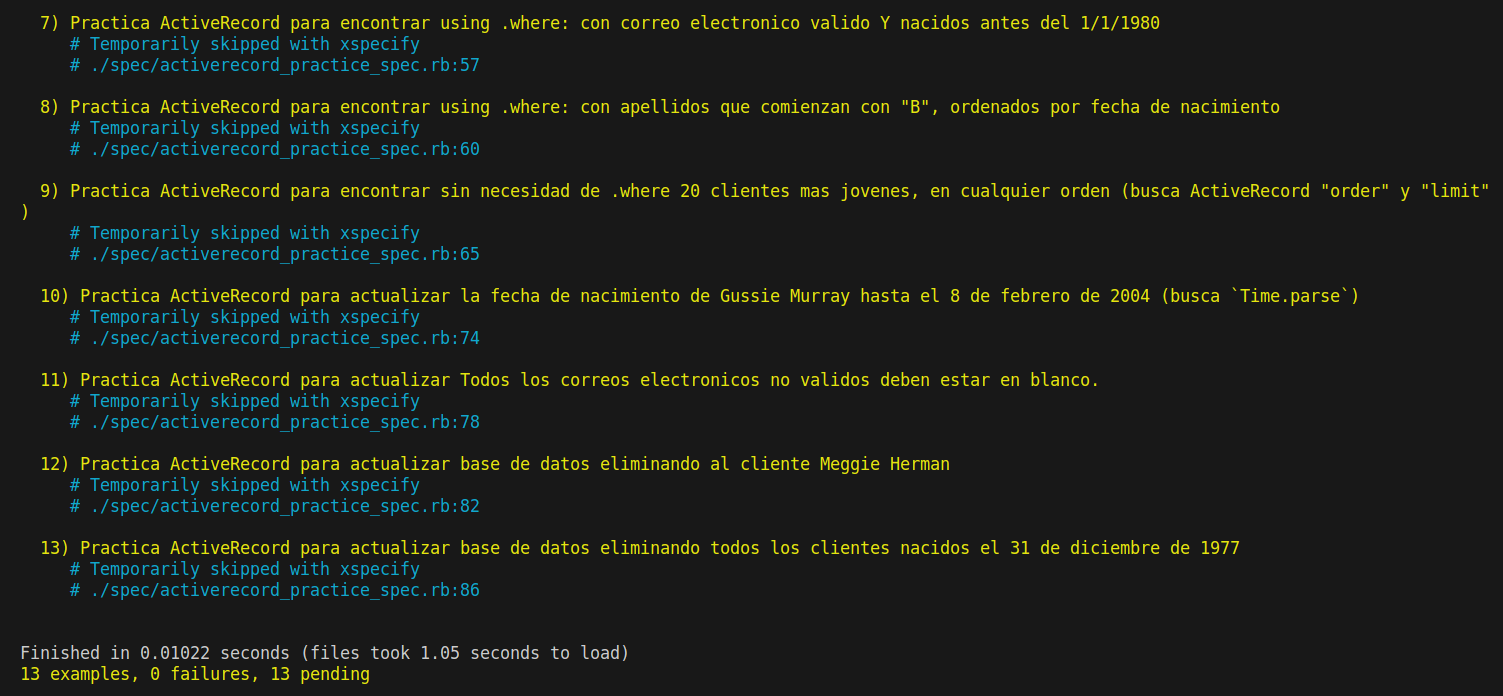 7) Practica ActiveRecord para encontrar using .where: con correo electronico valido Y nacidos antes del 1/1/1980
# Temporarily skipped with xspecify
# ./spec/activerecord_practice_spec.rb:57
8) Practica ActiveRecord para encontrar using .where: con apellidos que comienzan con "B", ordenados por fecha de nacimiento
# Temporarily skipped with xspecify
# ./spec/activerecord_practice_spec.rb:60
9) Practica ActiveRecord para encontrar sin necesidad de .where 20 clientes mas jovenes, en cualquier orden (busca ActiveRecord "order" y "limit"
)
# Temporarily skipped with xspecify
# ./spec/activerecord_practice_spec.rb:65
10) Practica ActiveRecord para actualizar la fecha de nacimiento de Gussie Murray hasta el 8 de febrero de 2004 (busca `Time.parse`)
# Temporarily skipped with xspecify
# ./spec/activerecord_practice_spec.rb:74
11) Practica ActiveRecord para actualizar Todos los correos electronicos no validos deben estar en blanco.
# Temporarily skipped with xspecify
# ./spec/activerecord_practice_spec.rb:78
12) Practica ActiveRecord para actualizar base de datos eliminando al cliente Meggie Herman
# Temporarily skipped with xspecify
# ./spec/activerecord_practice_spec.rb:82
13) Practica ActiveRecord para actualizar base de datos eliminando todos los clientes nacidos el 31 de diciembre de 1977
# Temporarily skipped with xspecify
# ./spec/activerecord_practice_spec.rb:86
Finished in 0.01022 seconds (files took 1.05 seconds to load)
13 examples, 0 failures, 13 pending